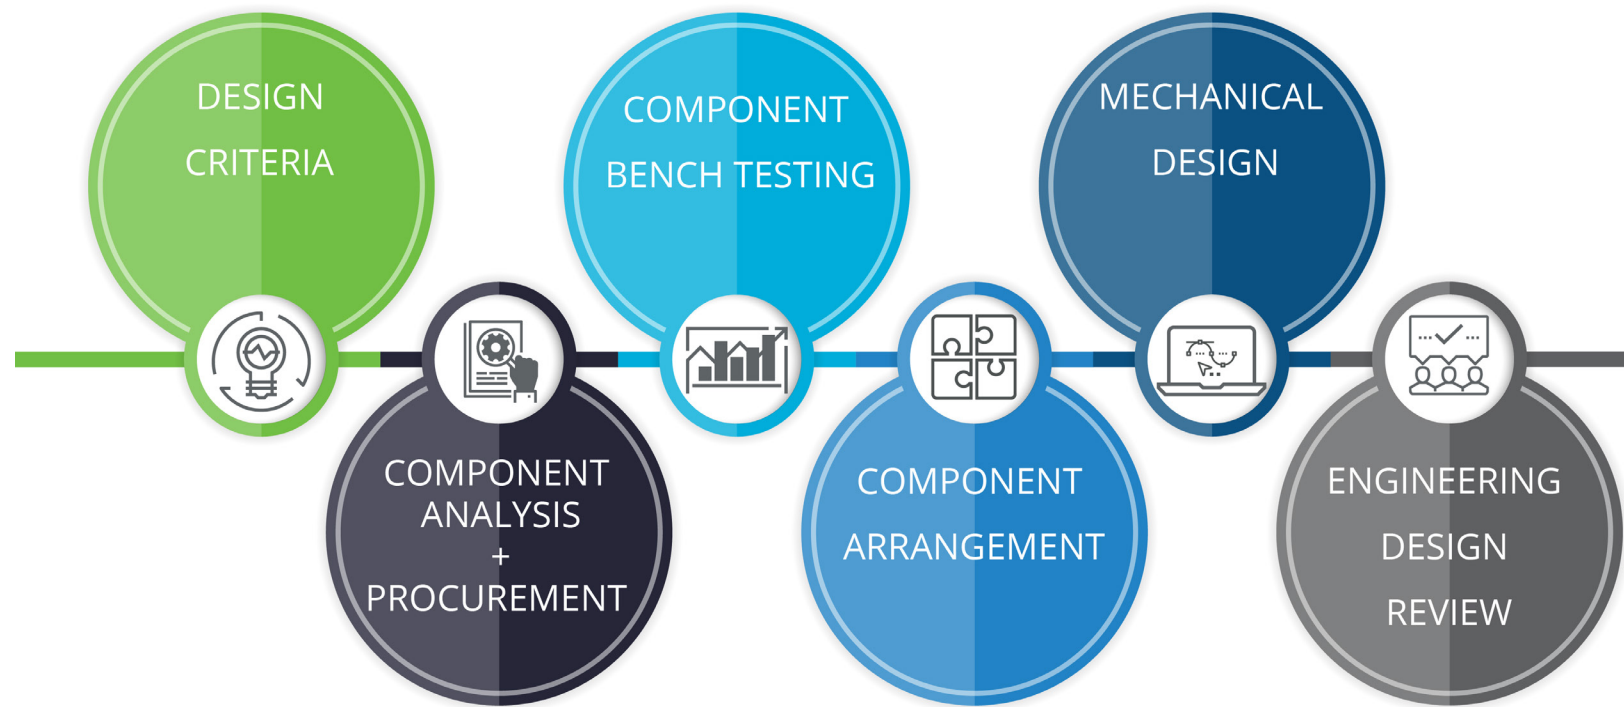 DESIGN
CRITERIA
COMPONENT
ANALYSIS
+
PROCUREMENT
COMPONENT
BENCH TESTING
COMPONENT
ARRANGEMENT
MECHANICAL
DESIGN
ENGINEERING
DESIGN
REVIEW